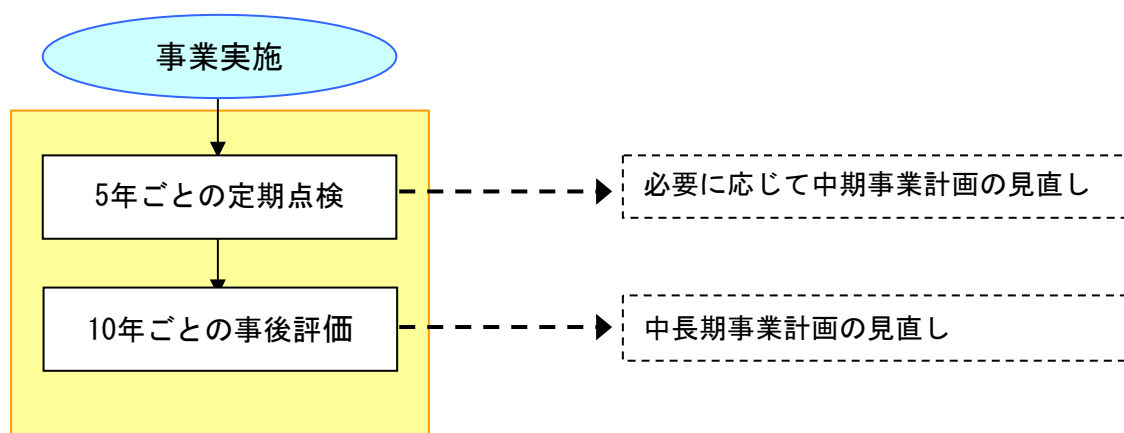 事業実施
5年ごとの定期点検
必要に応じて中期事業計画の見直し
10年ごとの事後評価
中長期事業計画の見直し